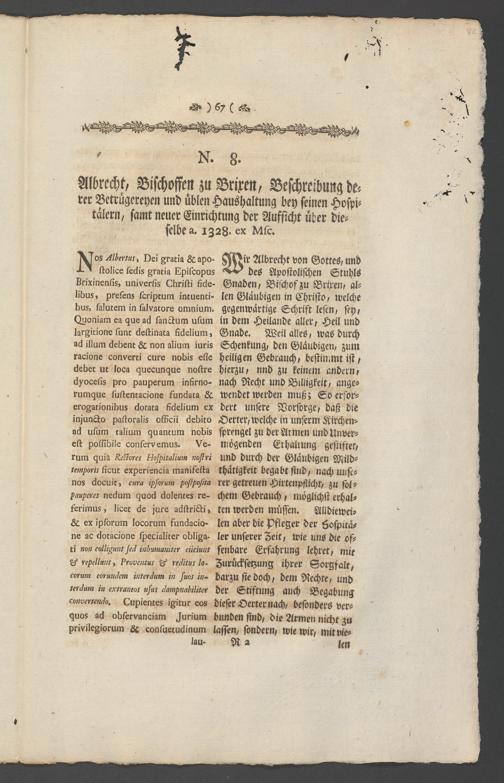 ) 67 (
N. 8.
Albrecht, Bischoffen zu Brixen, Beschreibung de-
rer Betrügereyen und üblen Haushaltung bey seinen Hospi-
tälern, samt neuer Einrichtung der Aufsicht über die-
selbe a. 1328. ex Msc.
Nos Albertus, Dei gratia & apo-
stolice sedis gratia Episcopus
Brixinensis, universis Christi fide-
libus, presens scriptum intuenti-
bus, salutem in salvatore omnium.
Quoniam ea que ad sanctum usum
largitione sunt destinata fidelium,
ad illum debent & non alium iuris
ratione converti cure nobis esse
debet ut loca quecunque nostre
dyocesis pro pauperum infirno-
rumque sustentacione fundata &
erogationibus dotata fidelium ex
injuncto pastoralis officii debito
ad usum talium quantum nobis
est possibile conservemus. Ve-
rum quia Rectores Hospitalium nostri
temporis sicut experiencia manifesta
nos docuit, cura ipsorum postposita
pauperes nedum quod dolentes re-
ferimus, licet de jure adstricti,
& ex ipsorum locorum fundacio-
ne ac dotacione specialiter obliga-
ti non colligunt sed inhumaniter eiiciunt
& repellunt, Proventus & reditus lo-
corum eorundem interdum in suos in-
terdum in extraneos usus dampnabiliter
convertendo. Cupientes igitur eos
quos ad observanciam Jurium
privilegiorum & consuetudinum
lau-
Wir Albrecht von Gottes, und
des Apostolischen Stuhls
Gnaden, Bischof zu Brixen, al-
len Gläubigen in Christo, welche
gegenwärtige Schrift lesen, sey,
in dem Heilande aller, Heil und
Gnade. Weil alles, was durch
Schenkung, den Gläubigen, zum
heiligen Gebrauch, bestimmt ist,
hierzu, und zu keinem andern,
nach Recht und Billigkeit, ange-
wendet werden muß; So erfor-
dert unsere Vorsorge, daß die
Oerter, welche in unserm Kirchen-
sprengel zu der Armen und Unver-
mögenden Erhaltung gestiftet,
und durch der Gläubigen Mild-
thätigkeit begabt sind, nach unse-
rer getreuen Hirtenpflicht, zu sol-
chem Gebrauch, möglichst erhal-
ten werden müssen. Alldiewei-
len aber die Pfleger der Hospitä-
ler unserer Zeit, wie uns die of-
fenbare Erfahrung lehret, mit
Zurücksetzung ihrer Sorgfalt,
darzu sie doch, dem Rechte, und
der Stiftung auch Begabung
dieser Oerter nach, besonders ver-
bunden sind, die Armen nicht zu
lassen, sondern, wie wir, mit vie-
R 2 len